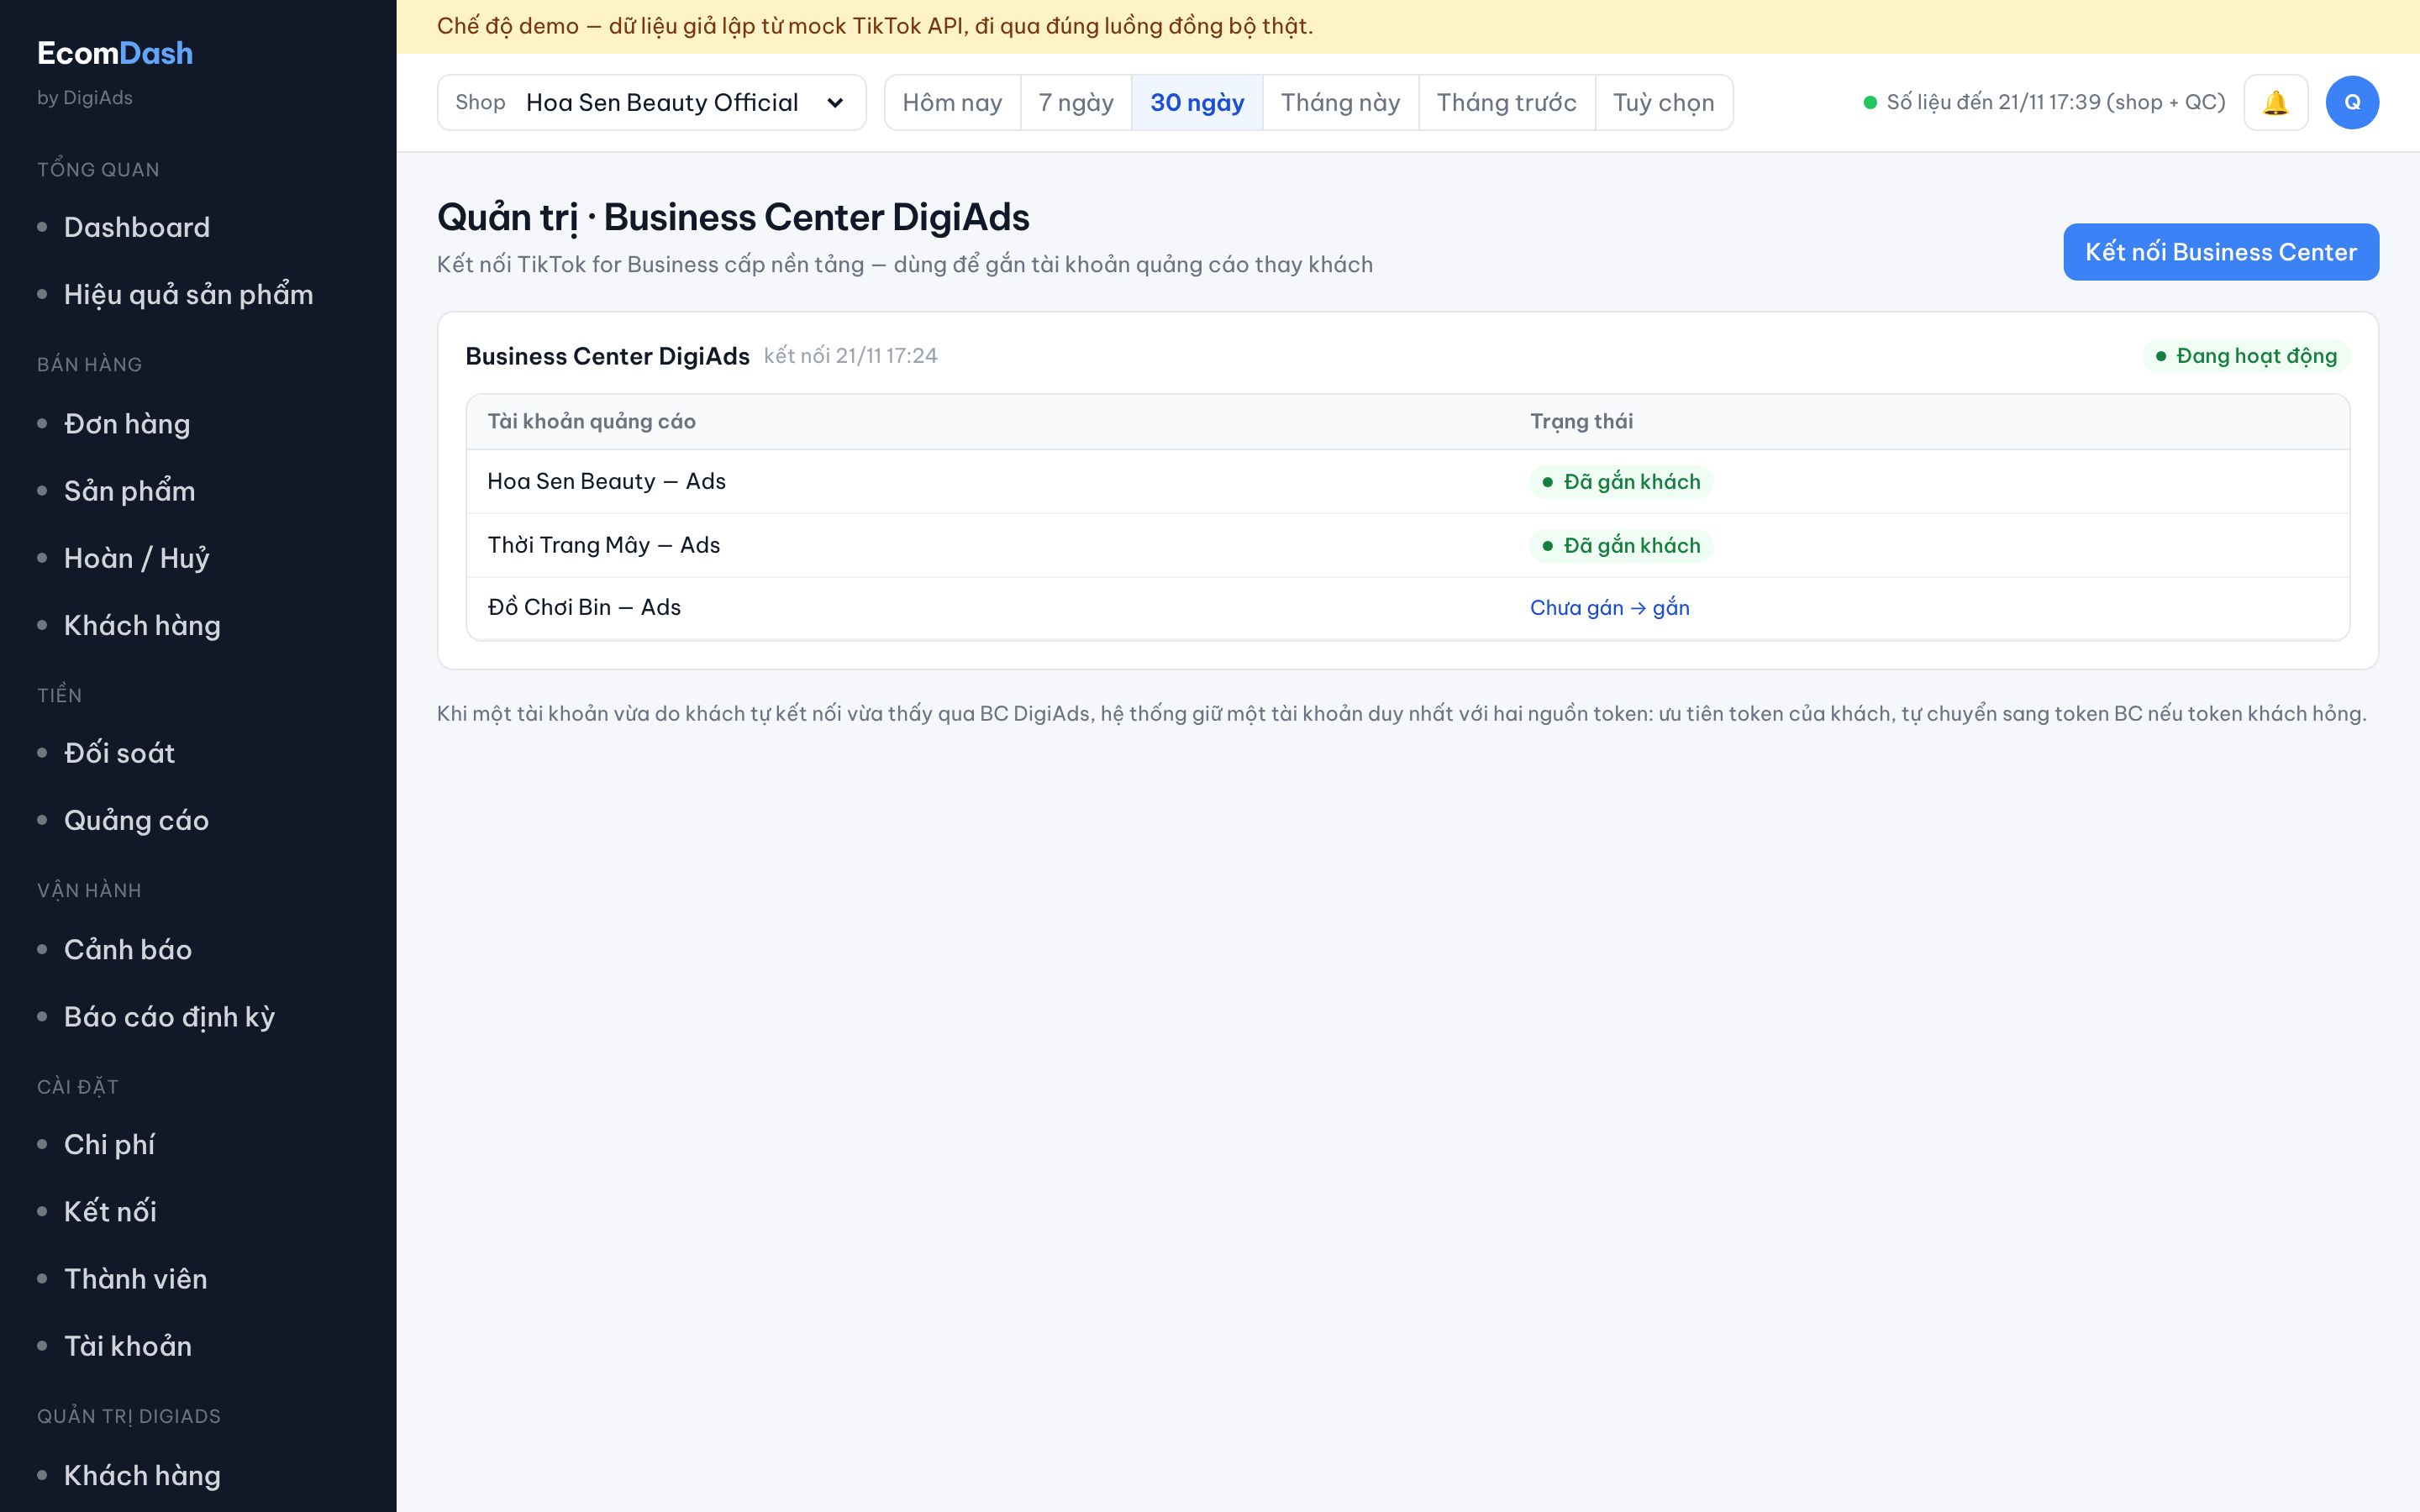 EcomDash
by DigiAds
TỔNG QUAN
Dashboard
Hiệu quả sản phẩm
BÁN HÀNG
Đơn hàng
Sản phẩm
Hoàn / Huỷ
Khách hàng
TIỀN
Đối soát
Quảng cáo
VẬN HÀNH
Cảnh báo
Báo cáo định kỳ
CÀI ĐẶT
Chi phí
Kết nối
Thành viên
Tài khoản
QUẢN TRỊ DIGIADS
Khách hàng
Chế độ demo — dữ liệu giả lập từ mock TikTok API, đi qua đúng luồng đồng bộ thật.
Shop Hoa Sen Beauty Official Hôm nay 7 ngày 30 ngày Tháng này Tháng trước Tuỳ chọn Số liệu đến 21/11 17:39 (shop + QC) Q
Quản trị · Business Center DigiAds
Kết nối TikTok for Business cấp nền tảng — dùng để gắn tài khoản quảng cáo thay khách
Kết nối Business Center
Business Center DigiAds kết nối 21/11 17:24 Đang hoạt động
Tài khoản quảng cáo Trạng thái
Hoa Sen Beauty — Ads Đã gắn khách
Thời Trang Mây — Ads Đã gắn khách
Đồ Chơi Bin — Ads Chưa gán → gắn
Khi một tài khoản vừa do khách tự kết nối vừa thấy qua BC DigiAds, hệ thống giữ một tài khoản duy nhất với hai nguồn token: ưu tiên token của khách, tự chuyển sang token BC nếu token khách hỏng.